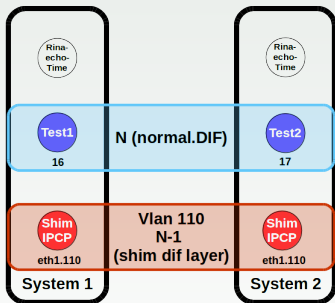 Rina-
echo-
Time
Rina-
echo-
Time
Test1
N (normal.DIF)
Test2
16
17
Shim
IPCP
Vlan 110
N-1
(shim dif layer)
Shim
IPCP
eth1.110
eth1.110
System 1
System 2